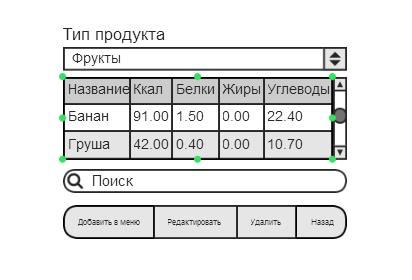 Тип продукта
Фрукты
Название Ккал Белки Жиры Углеводы
Банан 91.00 1.50 0.00 22.40
Груша 42.00 0.40 0.00 10.70
Поиск
Добавить в меню Редактировать Удалить Назад